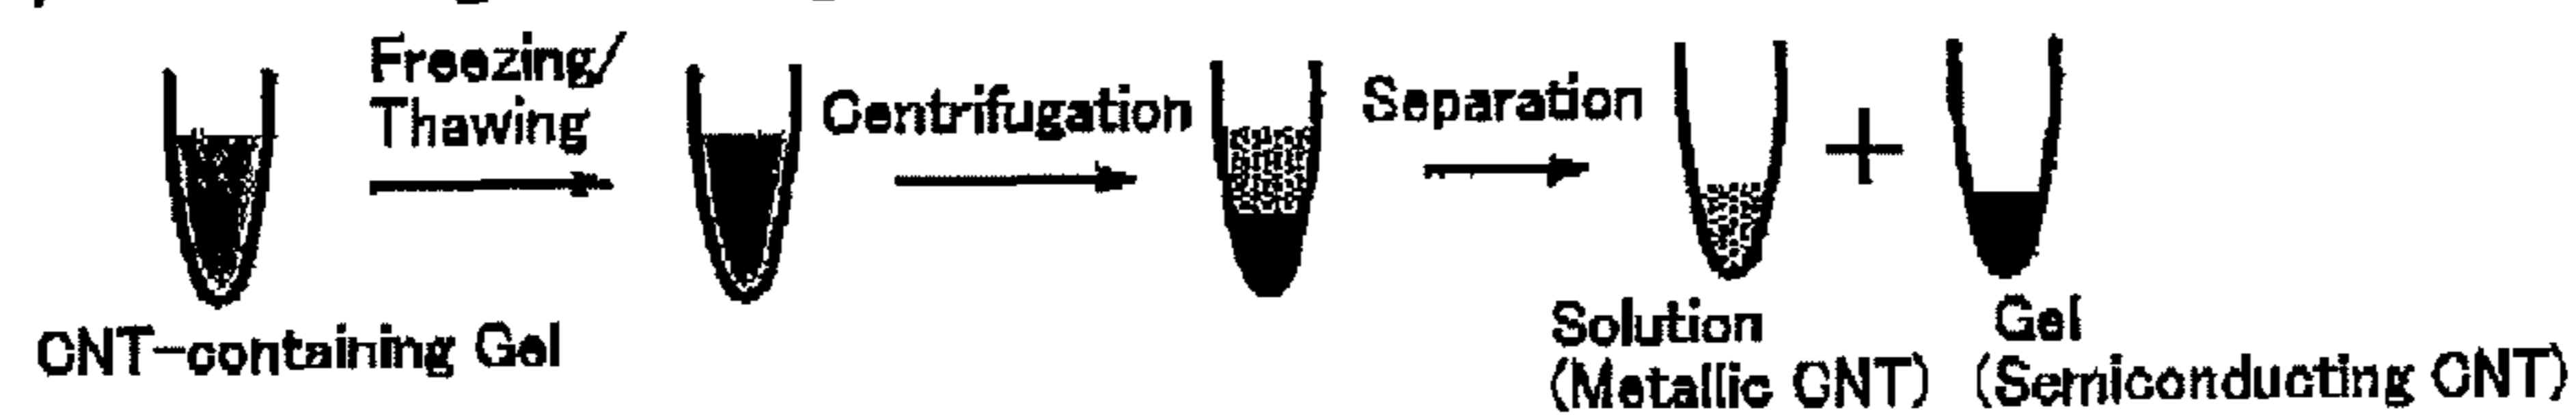 Freezing/
Thawing
Centrifugation
Separation
+
CNT-containing Gel
Solution
(Metallic CNT)
Gel
(Semiconducting CNT)